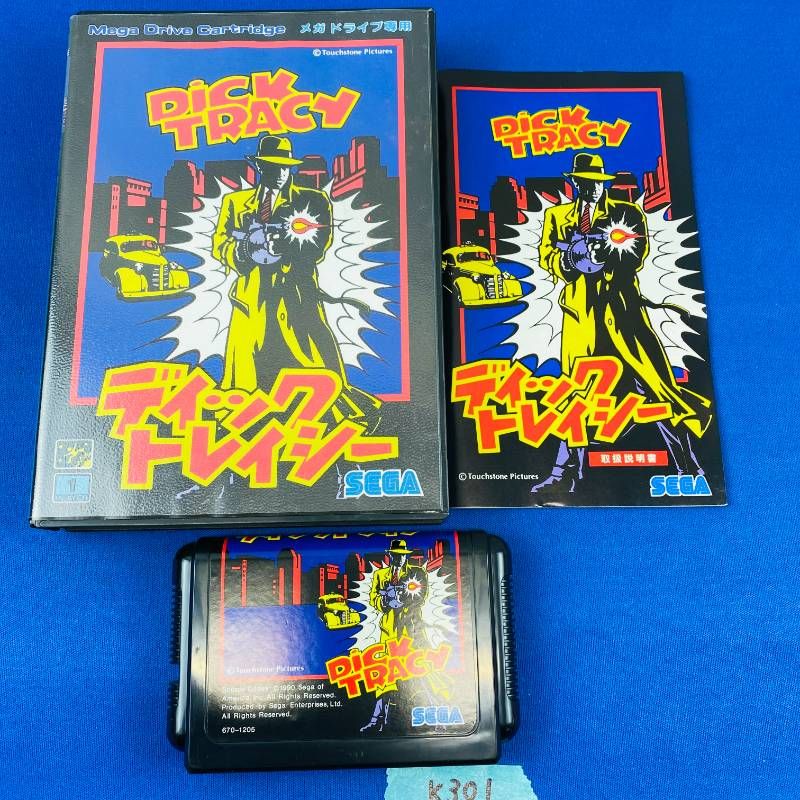 Mega Drive Cartridge メガドライブ専用
© Touchstone Pictures
DICK
TRACY
ディック
トレイシー
1
SEGA
DICK
TRACY
ディック
トレイシー
取扱説明書
© Touchstone Pictures
SEGA
© Touchstone Pictures
DICK
TRACY
©1990 Sega of
America, Inc. All Rights Reserved.
Produced by Sega Enterprises, Ltd.
All Rights Reserved.
670-1205
SEGA
K301